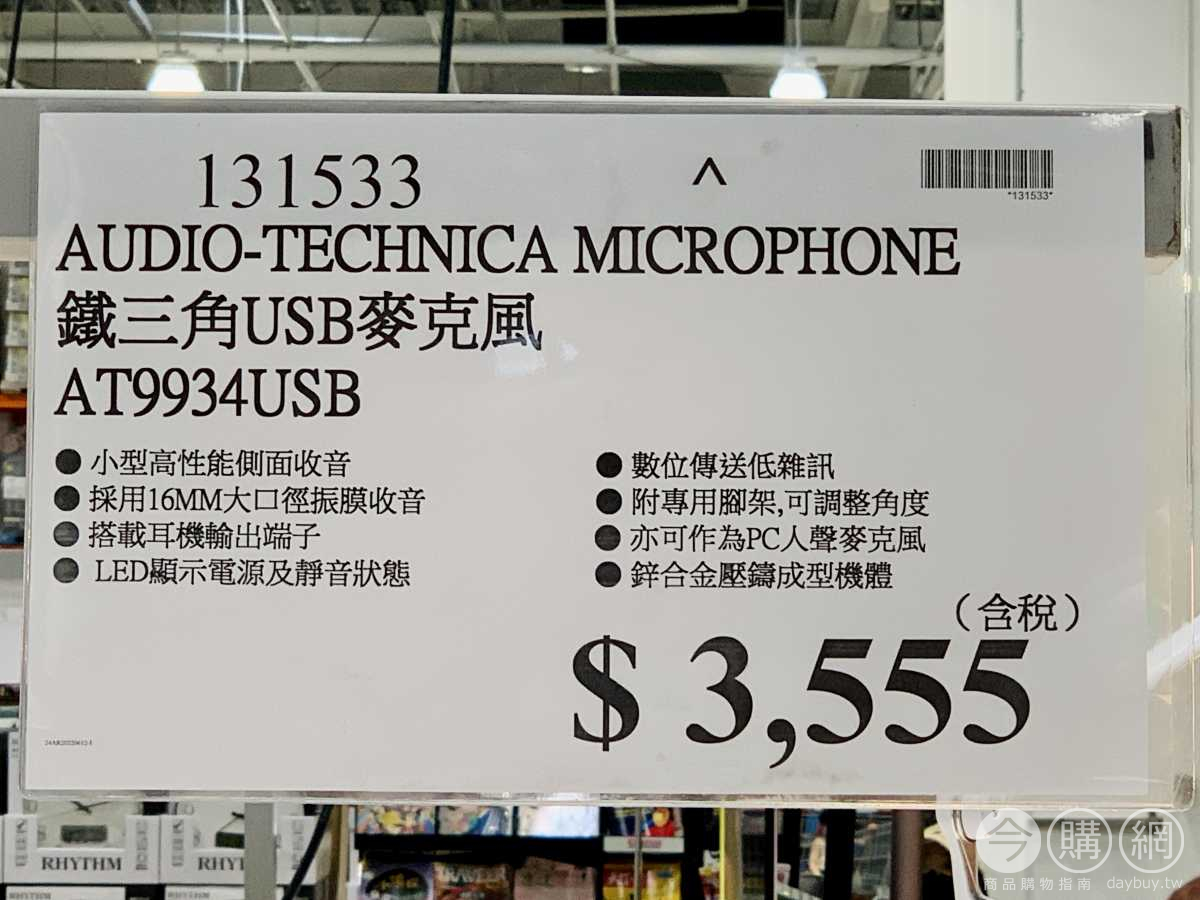 131533
^
*131533*
AUDIO-TECHNICA MICROPHONE
鐵三角USB麥克風
AT9934USB
● 小型高性能側面收音
● 採用16MM大口徑振膜收音
● 搭載耳機輸出端子
● LED顯示電源及靜音狀態
● 數位傳送低雜訊
● 附專用腳架,可調整角度
● 亦可作為PC人聲麥克風
● 鋅合金壓鑄成型機體
（含稅）
$ 3,555
RHYTHM
RHYT
今購網
商品購物指南 daybuy.tw